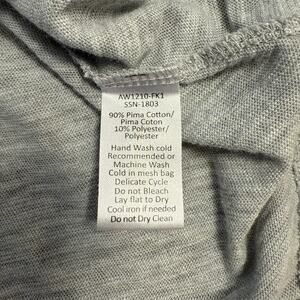 AW1210-FK1
SSN-1803
90% Pima Cotton/
Pima Coton
10% Polyester/
Polyester
Hand Wash cold
Recommended or
Machine Wash
Cold in mesh bag
Delicate Cycle
Do not Bleach
Lay flat to Dry
Cool iron if needed
Do not Dry Clean